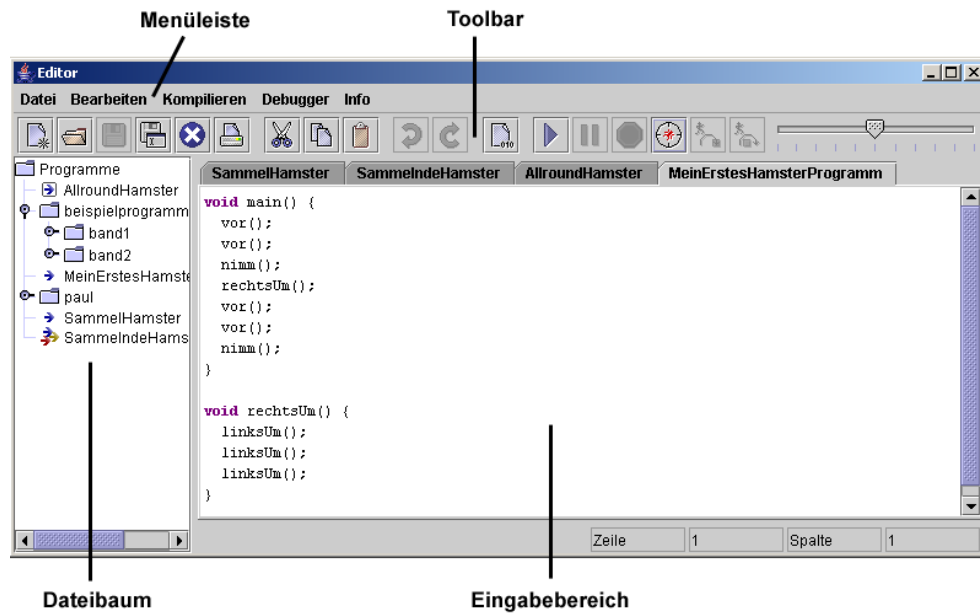 Menüleiste
Toolbar
Editor
Datei Bearbeiten Kompilieren Debugger Info
Programme
AllroundHamster
beispielprogramm
band1
band2
MeinErstesHamste
paul
SammelHamster
SammelndeHams
SammelHamster SammelndeHamster AllroundHamster MeinErstesHamsterProgramm
void main() {
vor();
vor();
nimm();
rechtsUm();
vor();
vor();
nimm();
}
void rechtsUm() {
linksUm();
linksUm();
linksUm();
}
Zeile 1 Spalte 1
Dateibaum
Eingabebereich